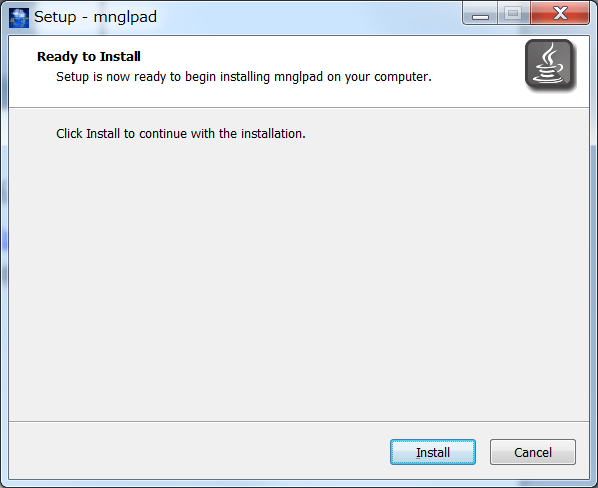 Setup - mnglpad
Ready to Install
Setup is now ready to begin installing mnglpad on your computer.
Click Install to continue with the installation.
Install
Cancel